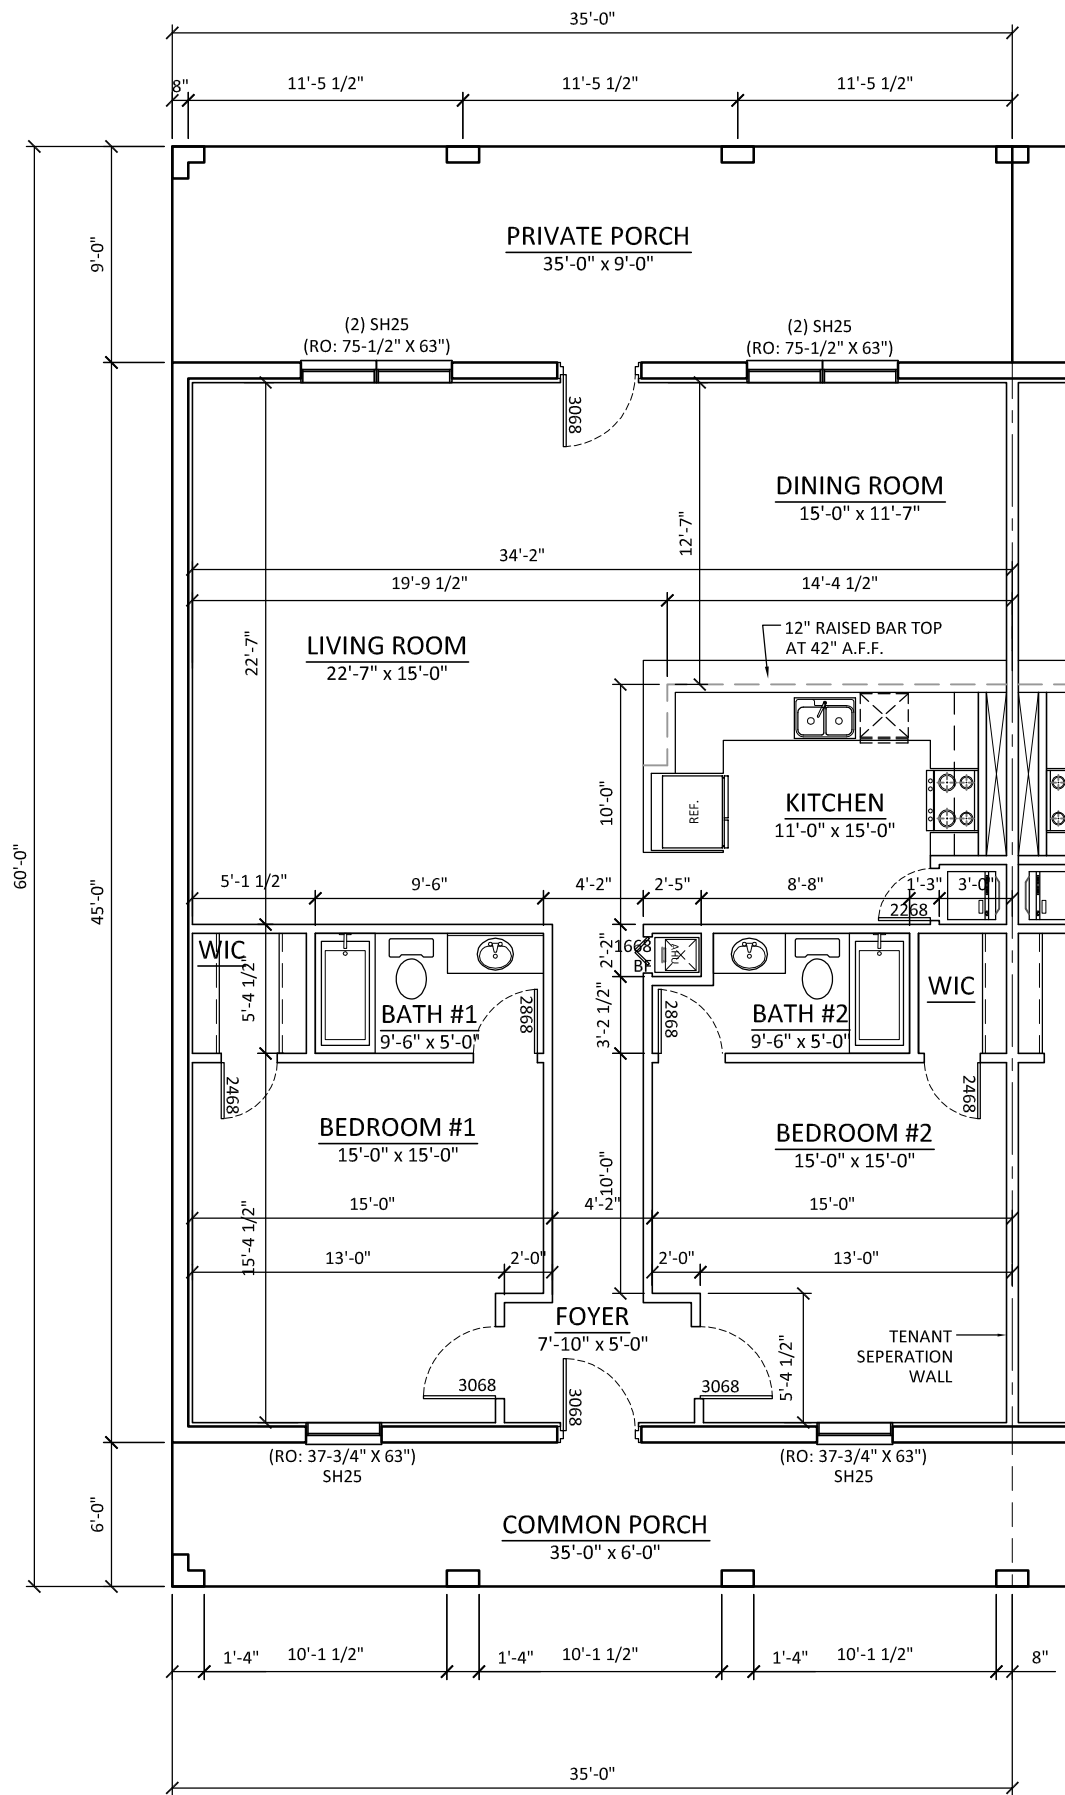 35'-0"
8"
11'-5 1/2"
11'-5 1/2"
11'-5 1/2"
PRIVATE PORCH
35'-0" x 9'-0"
9'-0"
(2) SH25
(RO: 75-1/2" X 63")
(2) SH25
(RO: 75-1/2" X 63")
3068
DINING ROOM
15'-0" x 11'-7"
12'-7"
34'-2"
19'-9 1/2"
14'-4 1/2"
12" RAISED BAR TOP
AT 42" A.F.F.
22'-7"
LIVING ROOM
22'-7" x 15'-0"
10'-0"
REF.
KITCHEN
11'-0" x 15'-0"
60'-0"
45'-0"
5'-1 1/2"
9'-6"
4'-2"
2'-5"
8'-8"
1'-3"
3'-0"
2268
WIC
5'-4 1/2"
2'-2"
1668
BF
AHU
WIC
BATH #1
9'-6" x 5'-0"
2868
3'-2 1/2"
2868
BATH #2
9'-6" x 5'-0"
2468
2468
BEDROOM #1
15'-0" x 15'-0"
BEDROOM #2
15'-0" x 15'-0"
10'-0"
15'-0"
4'-2"
15'-0"
15'-4 1/2"
13'-0"
2'-0"
2'-0"
13'-0"
FOYER
7'-10" x 5'-0"
5'-4 1/2"
TENANT
SEPERATION
WALL
3068
3068
3068
(RO: 37-3/4" X 63")
SH25
(RO: 37-3/4" X 63")
SH25
6'-0"
COMMON PORCH
35'-0" x 6'-0"
1'-4"
10'-1 1/2"
1'-4"
10'-1 1/2"
1'-4"
10'-1 1/2"
8"
35'-0"